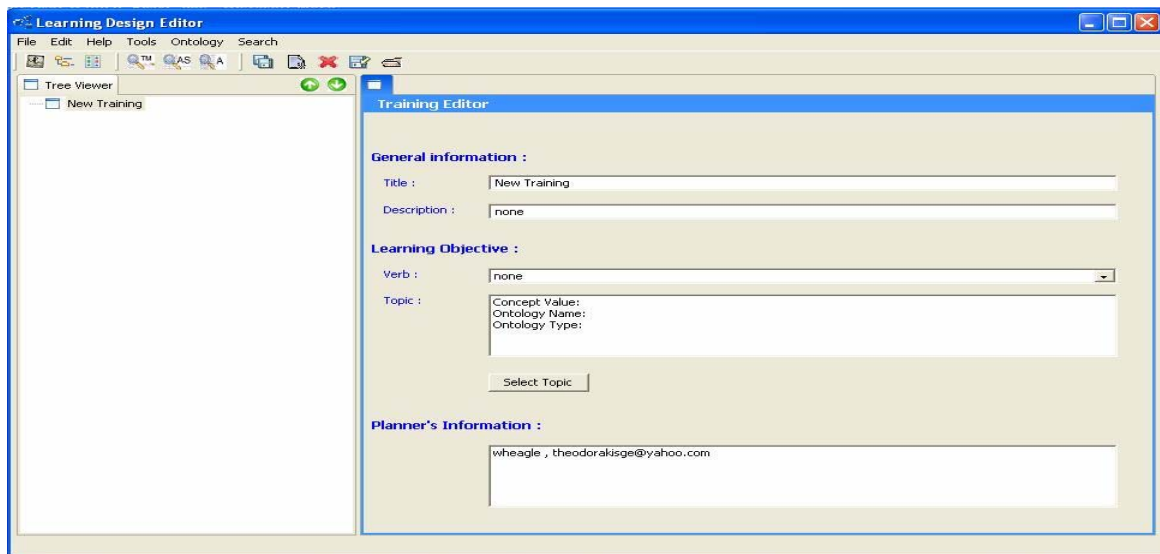 Learning Design Editor
File Edit Help Tools Ontology Search
TM AS A
Tree Viewer
New Training
Training Editor
General information :
Title : New Training
Description : none
Learning Objective :
Verb : none
Topic : Concept Value:
Ontology Name:
Ontology Type:
Select Topic
Planner's Information :
wheagle , theodorakisge@yahoo.com